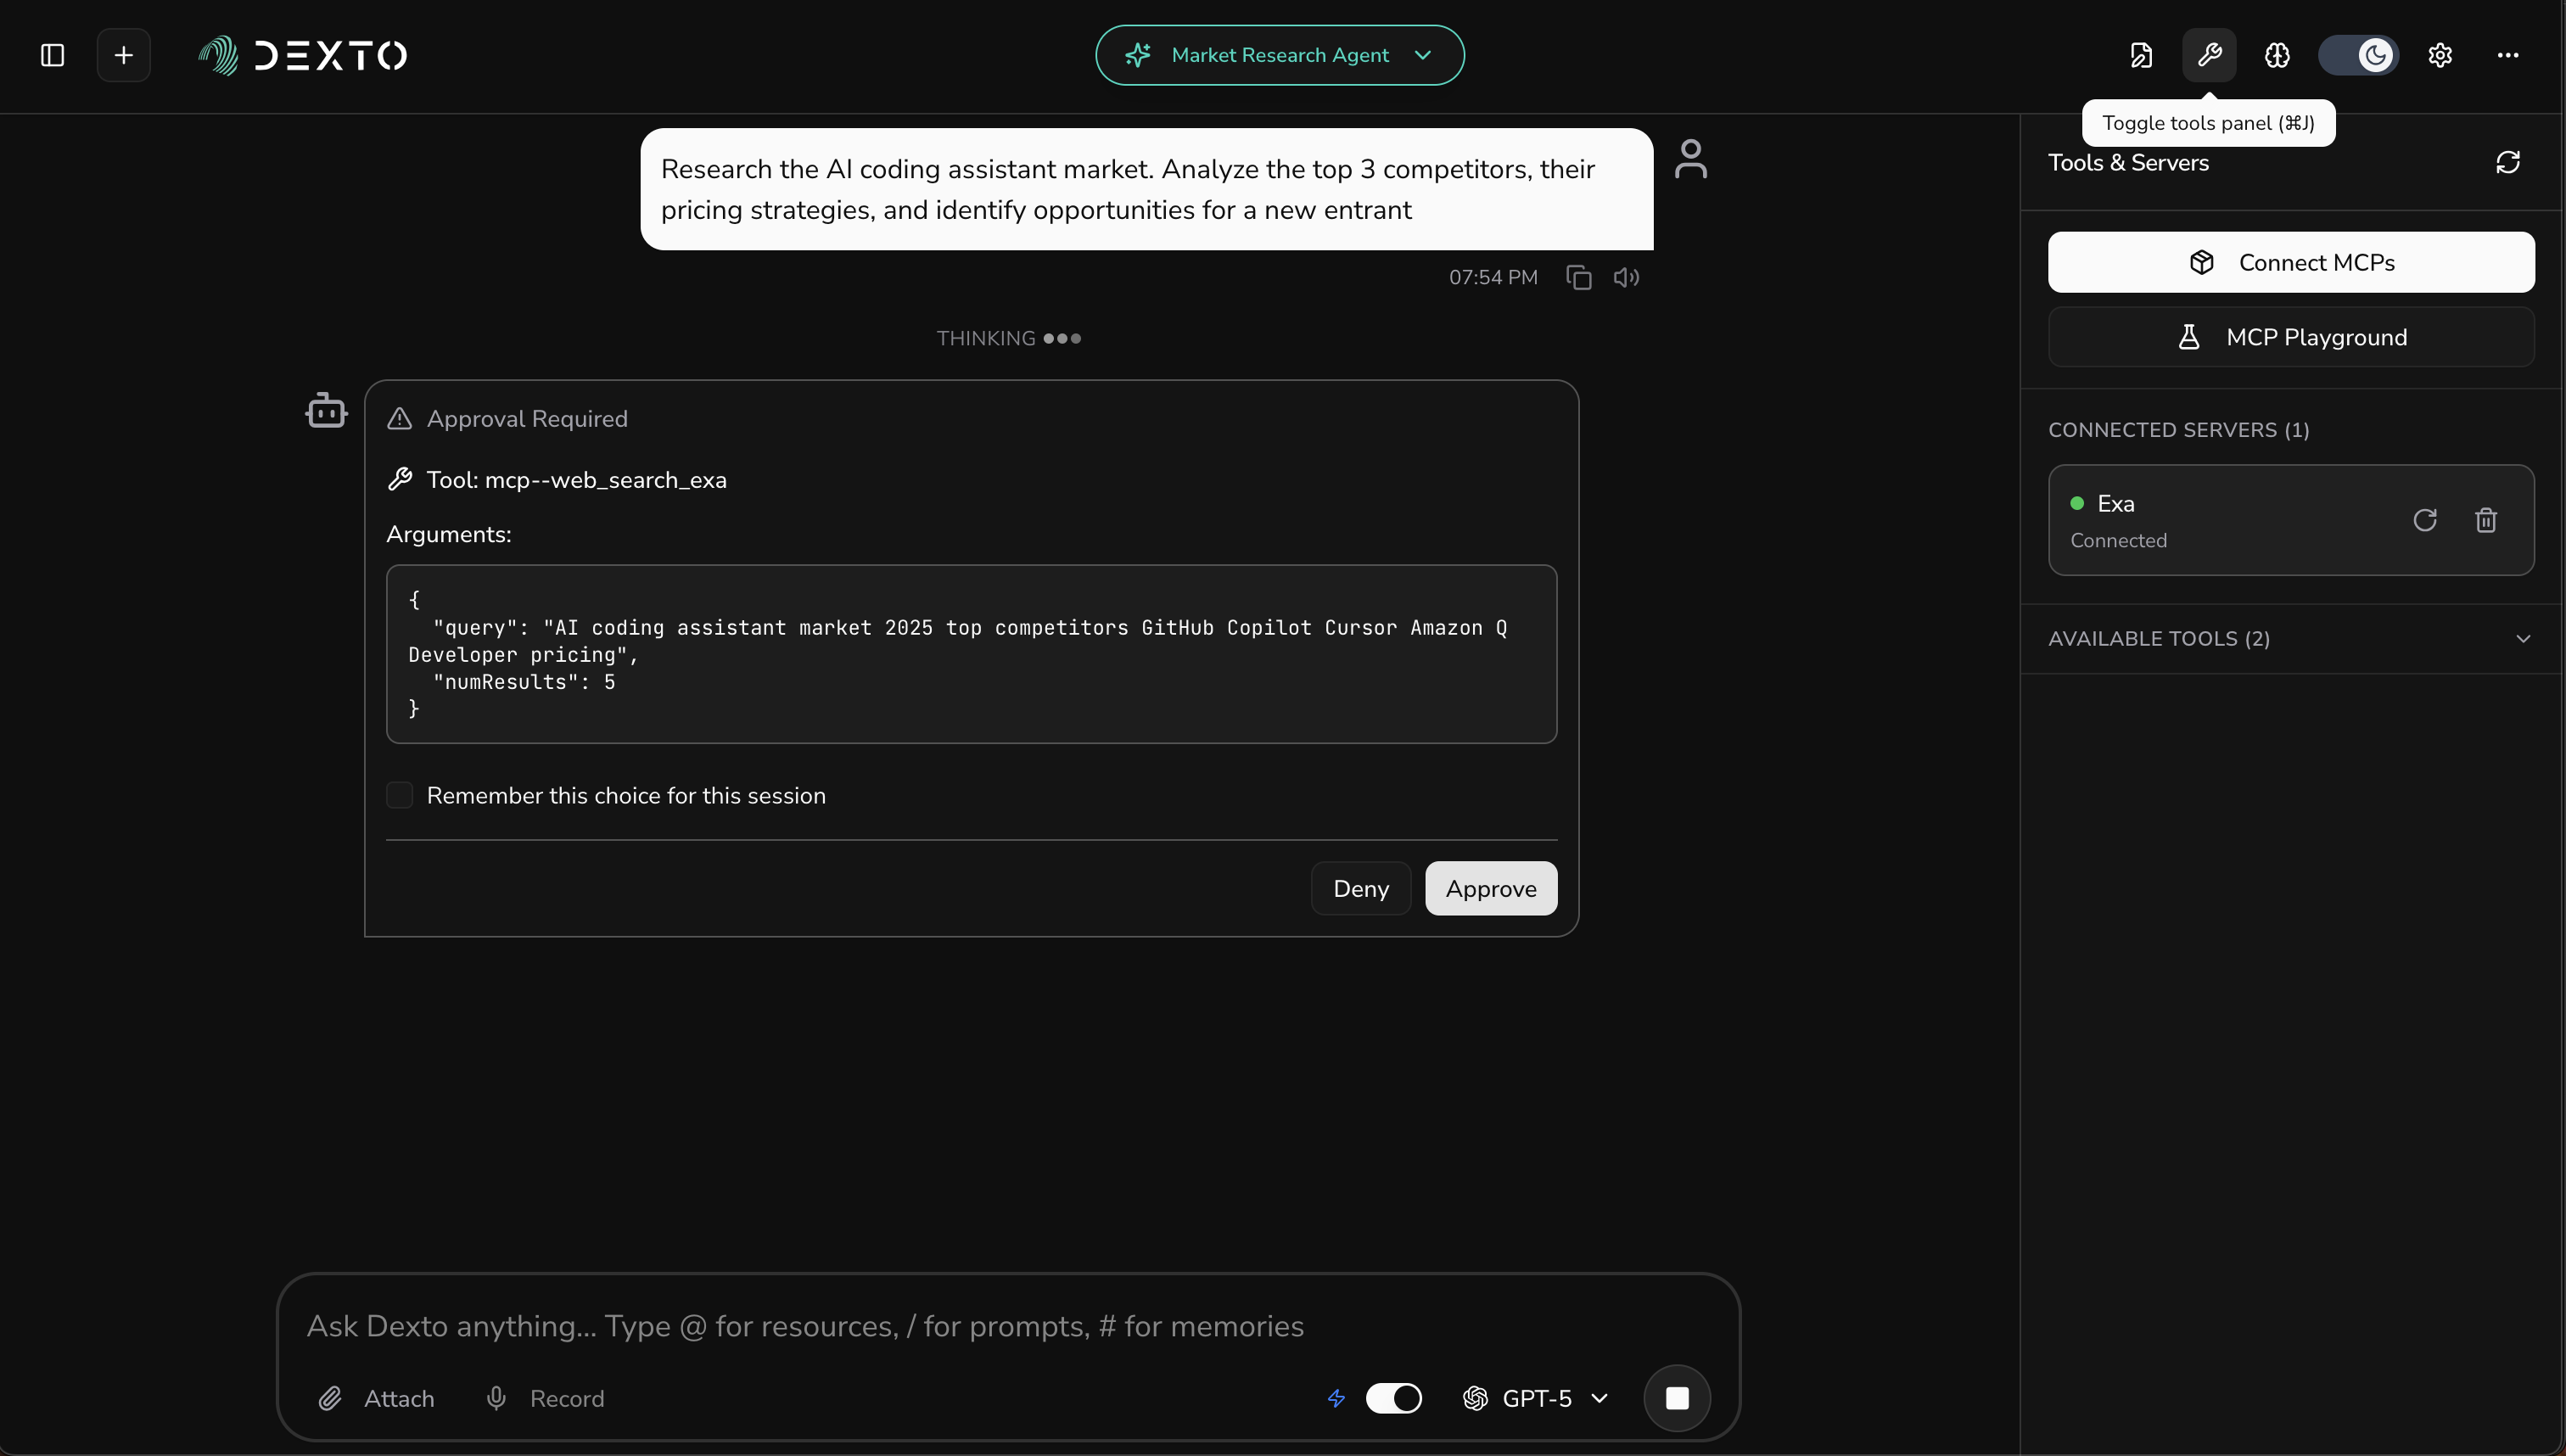 DEXTO
Market Research Agent
Toggle tools panel (⌘J)
Research the AI coding assistant market. Analyze the top 3 competitors, their
pricing strategies, and identify opportunities for a new entrant
07:54 PM
THINKING
Approval Required
Tool: mcp--web_search_exa
Arguments:
{
  "query": "AI coding assistant market 2025 top competitors GitHub Copilot Cursor Amazon Q
Developer pricing",
  "numResults": 5
}
Remember this choice for this session
Deny
Approve
Ask Dexto anything... Type @ for resources, / for prompts, # for memories
Attach
Record
GPT-5
Tools & Servers
Connect MCPs
MCP Playground
CONNECTED SERVERS (1)
Exa
Connected
AVAILABLE TOOLS (2)